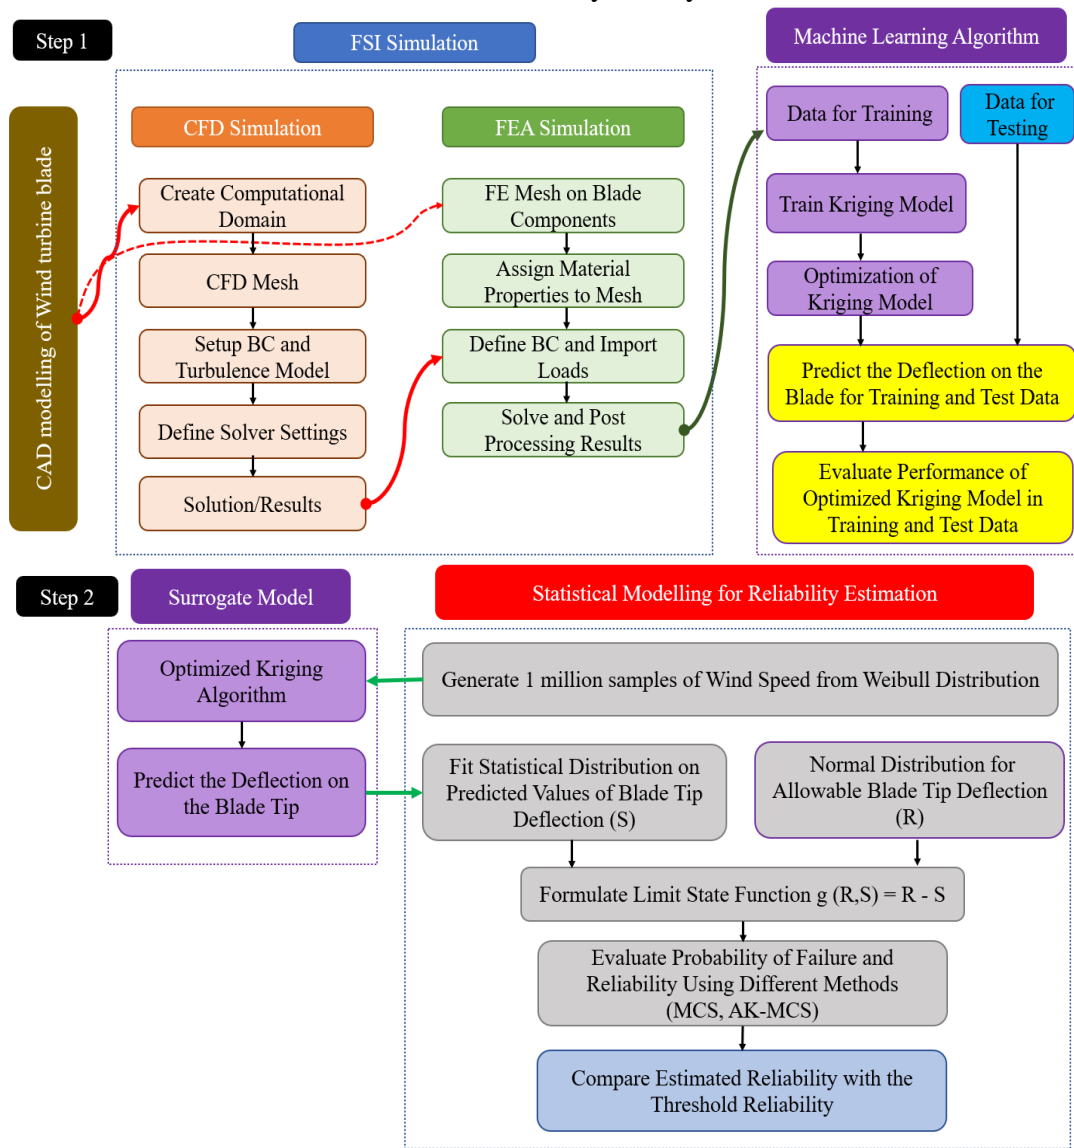 Step 1
FSI Simulation
Machine Learning Algorithm
CAD modelling of Wind turbine blade
CFD Simulation
Create Computational
Domain
CFD Mesh
Setup BC and
Turbulence Model
Define Solver Settings
Solution/Results
FEA Simulation
FE Mesh on Blade
Components
Assign Material
Properties to Mesh
Define BC and Import
Loads
Solve and Post
Processing Results
Data for Training
Data for
Testing
Train Kriging Model
Optimization of
Kriging Model
Predict the Deflection on the
Blade for Training and Test Data
Evaluate Performance of
Optimized Kriging Model in
Training and Test Data
Step 2
Surrogate Model
Statistical Modelling for Reliability Estimation
Optimized Kriging
Algorithm
Predict the Deflection on
the Blade Tip
Generate 1 million samples of Wind Speed from Weibull Distribution
Fit Statistical Distribution on
Predicted Values of Blade Tip
Deflection (S)
Normal Distribution for
Allowable Blade Tip Deflection
(R)
Formulate Limit State Function g (R,S) = R - S
Evaluate Probability of Failure and
Reliability Using Different Methods
(MCS, AK-MCS)
Compare Estimated Reliability with the
Threshold Reliability